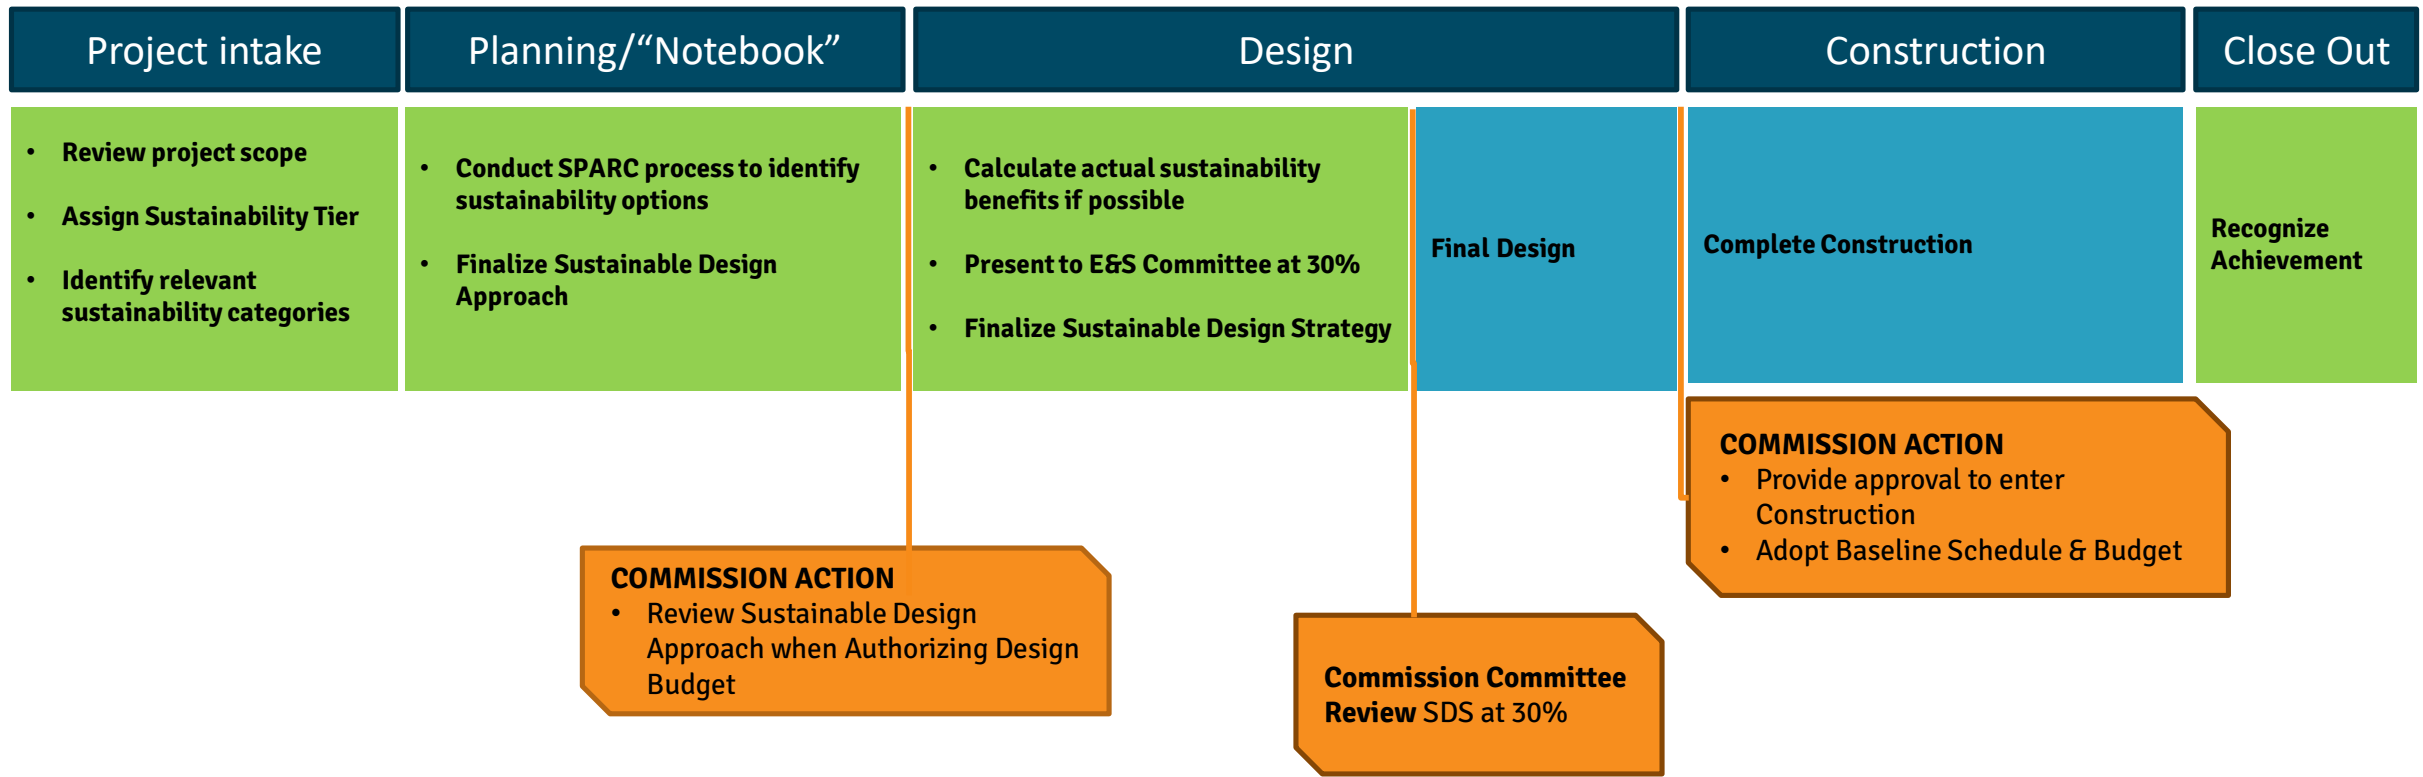 Project intake
Planning/“Notebook”
Design
Construction
Close Out
• Review project scope
• Assign Sustainability Tier
• Identify relevant
sustainability categories
• Conduct SPARC process to identify
sustainability options
• Finalize Sustainable Design
Approach
• Calculate actual sustainability
benefits if possible
• Present to E&S Committee at 30%
• Finalize Sustainable Design Strategy
Final Design
Complete Construction
Recognize
Achievement
COMMISSION ACTION
• Review Sustainable Design
Approach when Authorizing Design
Budget
Commission Committee
Review SDS at 30%
COMMISSION ACTION
• Provide approval to enter
Construction
• Adopt Baseline Schedule & Budget